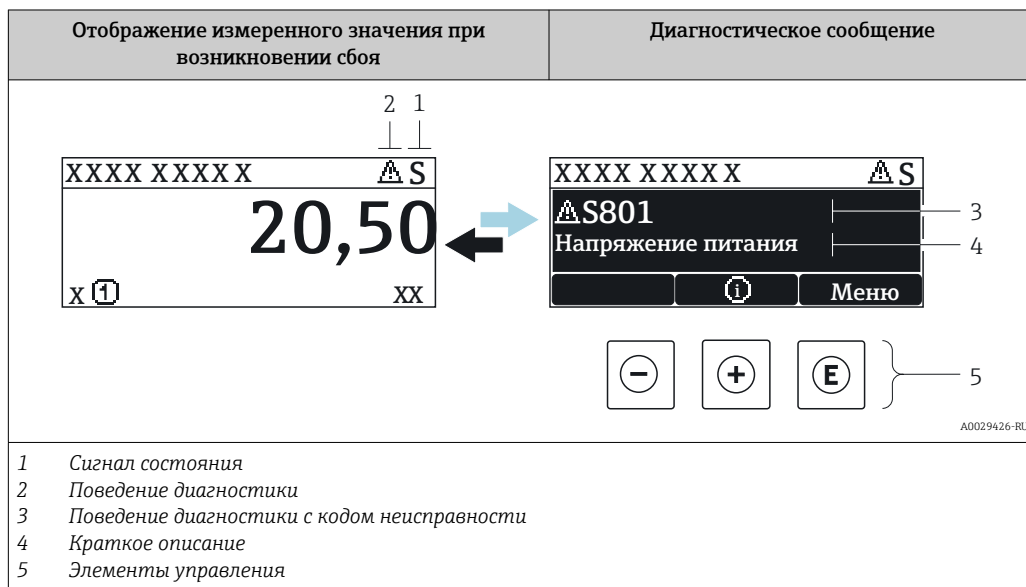 Отображение измеренного значения при
возникновении сбоя
Диагностическое сообщение
2 1
XXXX XXXXX S
20,50
X 1 XX
XXXX XXXXX S
S801
Напряжение питания
i Меню
3
4
- + E
5
A0029426-RU
1 Сигнал состояния
2 Поведение диагностики
3 Поведение диагностики с кодом неисправности
4 Краткое описание
5 Элементы управления